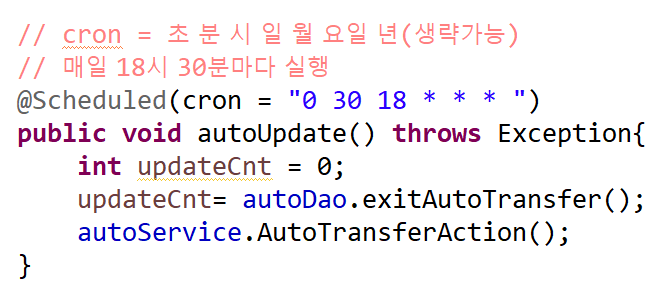 // cron = 초 분 시 일 월 요일 년(생략가능)
// 매일 18시 30분마다 실행
@Scheduled(cron = "0 30 18 * * * ")
public void autoUpdate() throws Exception{
    int updateCnt = 0;
    updateCnt= autoDao.exitAutoTransfer();
    autoService.AutoTransferAction();
}